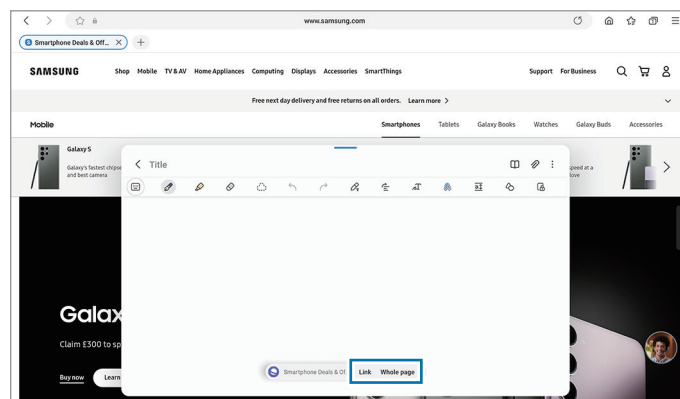 www.samsung.com
Smartphone Deals & Off...
SAMSUNG Shop Mobile TV & AV Home Appliances Computing Displays Accessories SmartThings Support For Business
Free next day delivery and free returns on all orders. Learn more
Mobile Smartphones Tablets Galaxy Books Watches Galaxy Buds Accessories
Galaxy S
Galaxy's fastest chipse
and best camera
speed at a
love
Title
Galax
Claim £300 to sp
Buy now Learn
Smartphone Deals & Of Link Whole page